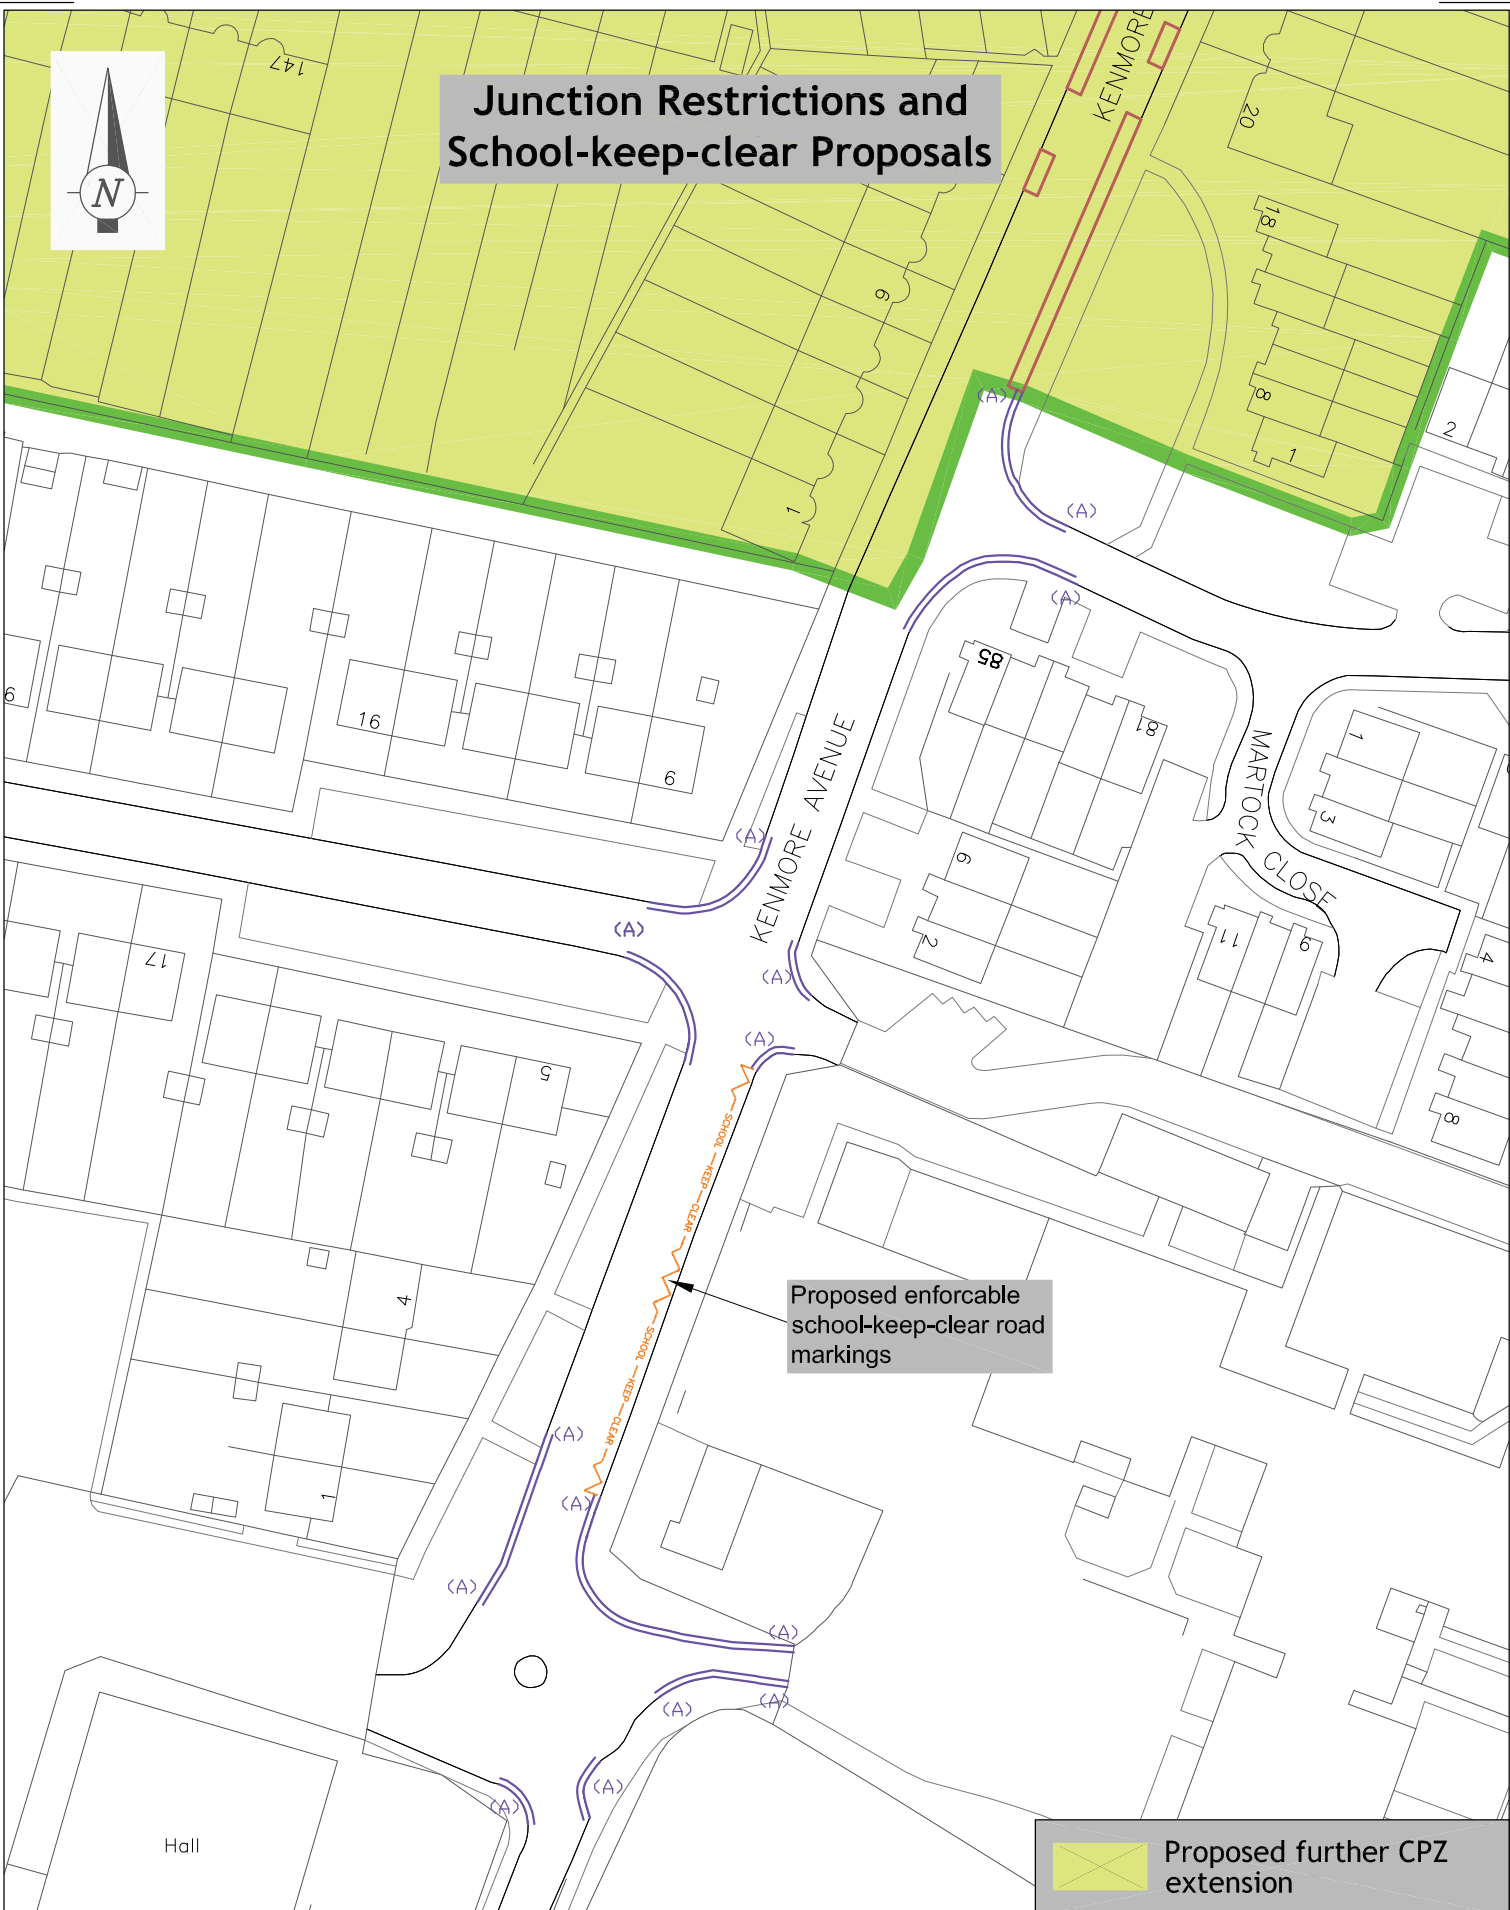 Junction Restrictions and
School-keep-clear Proposals
N
147
KENMORE
20
18
9
8
1
2
1
(A)
(A)
(A)
85
81
16
6
9
KENMORE AVENUE
MARTOCK CLOSE
1
3
(A)
(A)
(A)
(A)
6
2
11
9
4
8
17
5
SCHOOL KEEP CLEAR
SCHOOL KEEP CLEAR
Proposed enforcable
school-keep-clear road
markings
4
1
(A)
(A)
(A)
(A)
(A)
(A)
(A)
(A)
Hall
Proposed further CPZ
extension